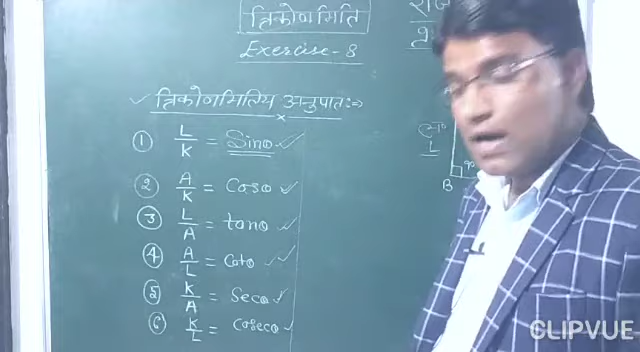 त्रिकोणमिति
Exercise-8
त्रिकोणमितिय अनुपातः⇒
① L/K = Sinθ
② A/K = Cosθ
③ L/A = tanθ
④ A/L = Cotθ
⑤ K/A = Secθ
⑥ K/L = Cosecθ
L
B
CLIPVUE